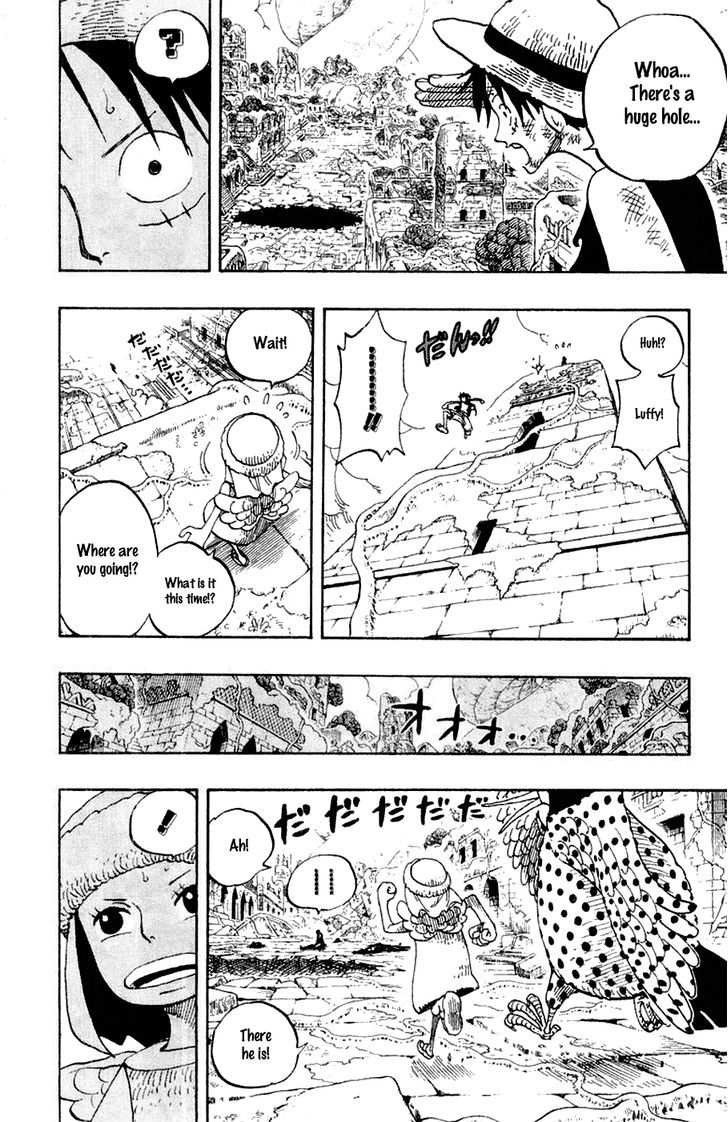 Whoa...
There's a
huge hole...
?
Huh!?
Luffy!
だんっ!!
.........!!
Wait!
だだだだ...
Where are
you going!?
What is it
this time!?
オオオ...
だだだだだ
!!
Ah!
There
he is!
!